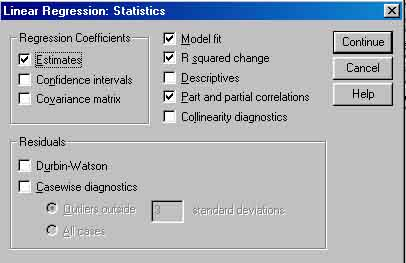 Linear Regression: Statistics
Regression Coefficients
Estimates
Confidence intervals
Covariance matrix
Model fit
R squared change
Descriptives
Part and partial correlations
Collinearity diagnostics
Continue
Cancel
Help
Residuals
Durbin-Watson
Casewise diagnostics
Outliers outside 3 standard deviations
All cases